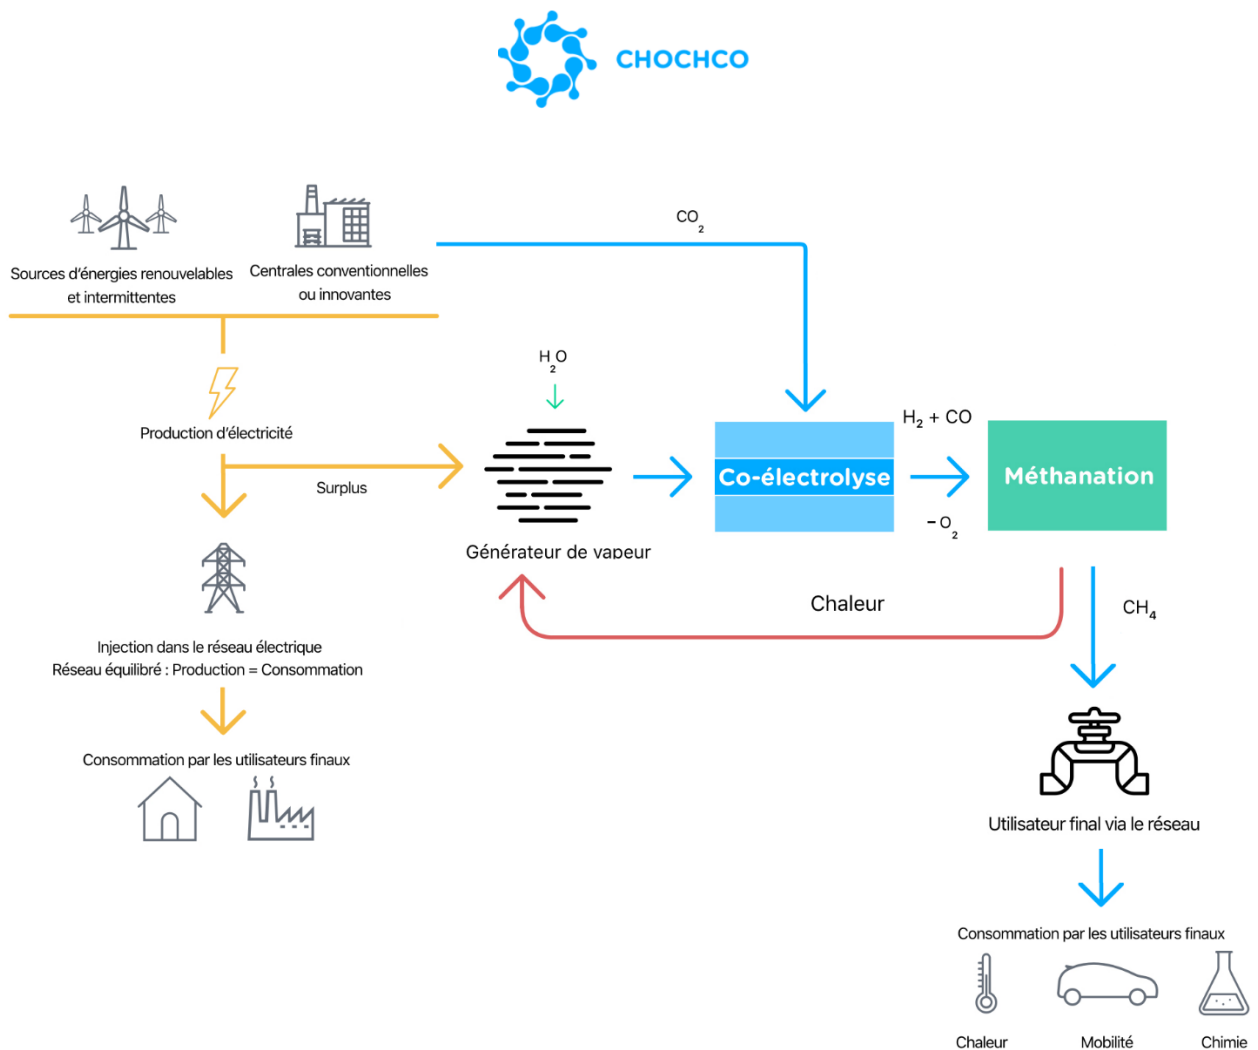 CHOCHCO
CO₂
Sources d'énergies renouvelables
et intermittentes
Centrales conventionnelles
ou innovantes
H₂O
Production d'électricité
Surplus
Générateur de vapeur
Co-électrolyse
H₂ + CO
– O₂
Méthanation
Chaleur
CH₄
Injection dans le réseau électrique
Réseau équilibré : Production = Consommation
Consommation par les utilisateurs finaux
Utilisateur final via le réseau
Consommation par les utilisateurs finaux
Chaleur
Mobilité
Chimie